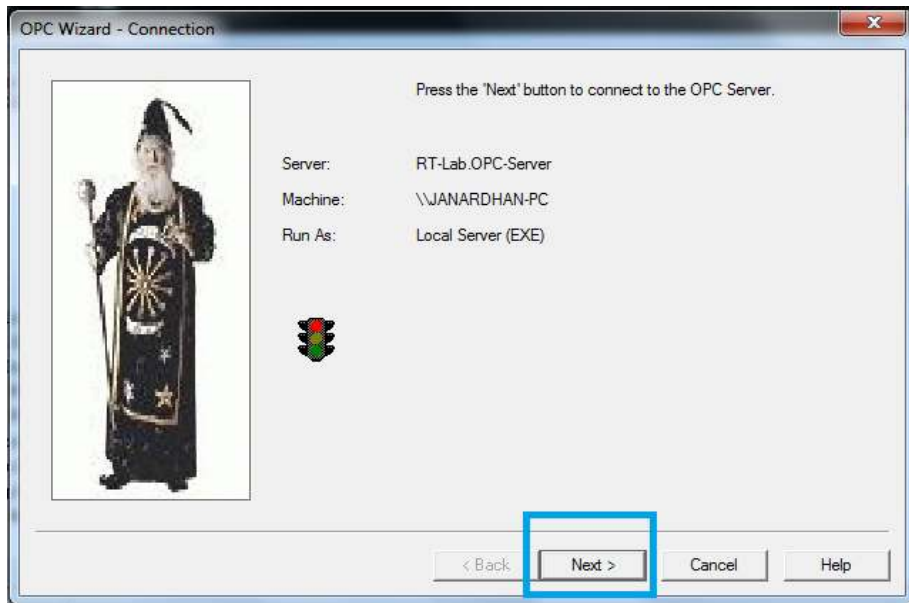 OPC Wizard - Connection
Press the 'Next' button to connect to the OPC Server.
Server: RT-Lab.OPC-Server
Machine: \\JANARDHAN-PC
Run As: Local Server (EXE)
< Back Next > Cancel Help